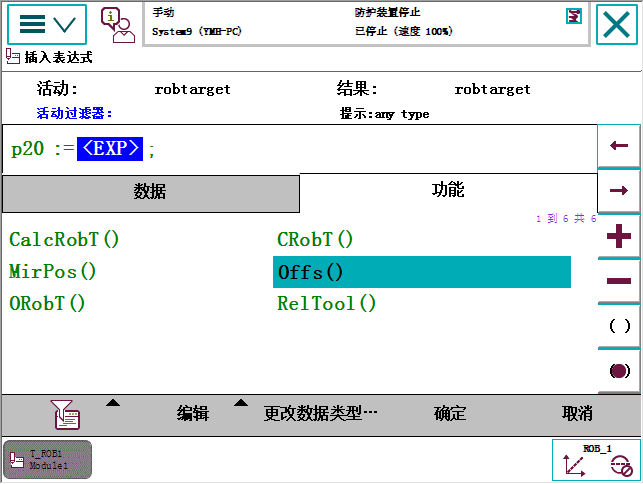 手动
System9 (YMH-PC)
防护装置停止
已停止 (速度 100%)
插入表达式
活动: robtarget 结果: robtarget
活动过滤器: 提示:any type
p20 := <EXP> ;
数据 功能
1 到 6 共 6
CalcRobT() CRobT()
MirPos() Offs()
ORobT() RelTool()
( )
()
编辑 更改数据类型… 确定 取消
T_ROB1
Module1
ROB_1